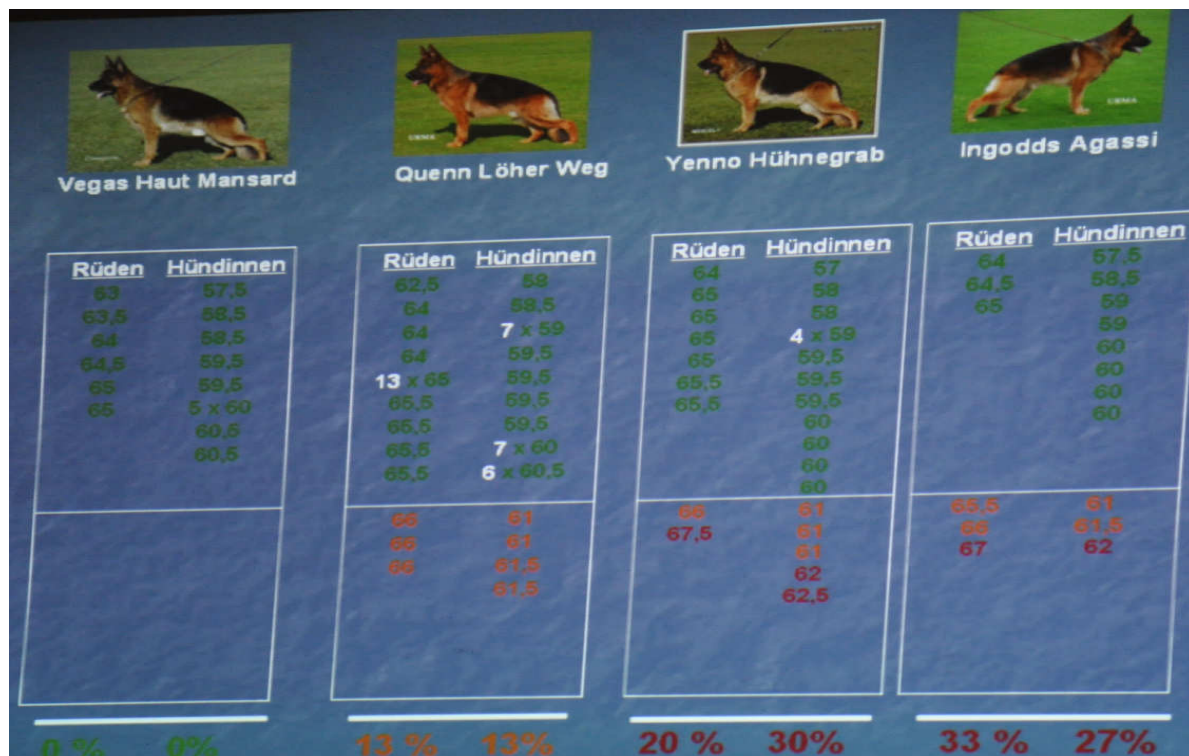 Vegas Haut Mansard
Rüden Hündinnen
63 57,5
63,5 58,5
64 58,5
64,5 59,5
65 59,5
65 5 x 60
60,5
60,5
0 % 0%
URMA
Quenn Löher Weg
Rüden Hündinnen
62,5 58
64 58,5
64 7 x 59
64 59,5
13 x 65 59,5
65,5 59,5
65,5 59,5
65,5 7 x 60
65,5 6 x 60,5
66 61
66 61
66 61,5
61,5
13 % 13%
Yenno Hühnegrab
Rüden Hündinnen
64 57
65 58
65 58
65 4 x 59
65 59,5
65,5 59,5
65,5 59,5
60
60
60
60
66 61
67,5 61
61
62
62,5
20 % 30%
URMA
Ingodds Agassi
Rüden Hündinnen
64 57,5
64,5 58,5
65 59
59
60
60
60
60
65,5 61
66 61,5
67 62
33 % 27%